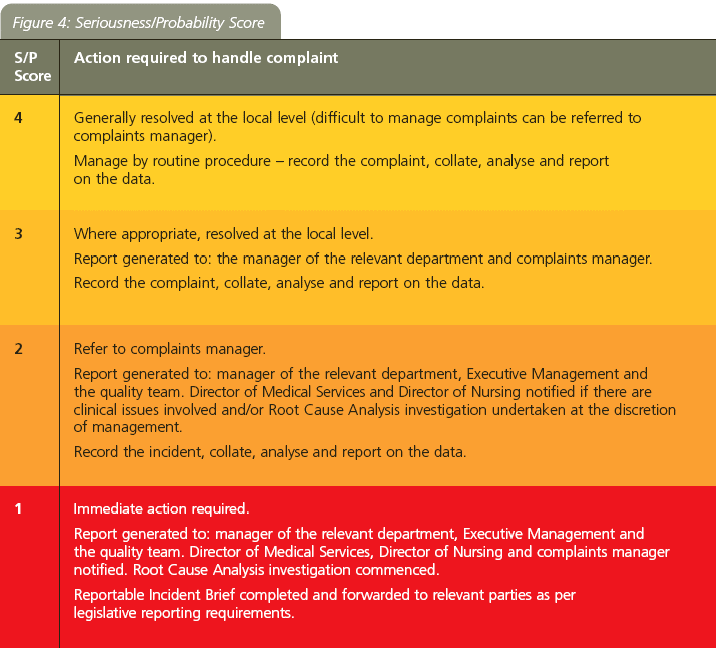 Figure 4: Seriousness/Probability Score
S/P
Score
Action required to handle complaint
4
Generally resolved at the local level (difficult to manage complaints can be referred to
complaints manager).
Manage by routine procedure – record the complaint, collate, analyse and report
on the data.
3
Where appropriate, resolved at the local level.
Report generated to: the manager of the relevant department and complaints manager.
Record the complaint, collate, analyse and report on the data.
2
Refer to complaints manager.
Report generated to: manager of the relevant department, Executive Management and
the quality team. Director of Medical Services and Director of Nursing notified if there are
clinical issues involved and/or Root Cause Analysis investigation undertaken at the discretion
of management.
Record the incident, collate, analyse and report on the data.
1
Immediate action required.
Report generated to: manager of the relevant department, Executive Management and
the quality team. Director of Medical Services, Director of Nursing and complaints manager
notified. Root Cause Analysis investigation commenced.
Reportable Incident Brief completed and forwarded to relevant parties as per
legislative reporting requirements.